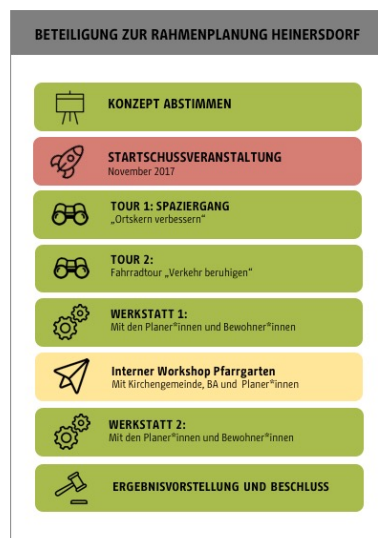 BETEILIGUNG ZUR RAHMENPLANUNG HEINERSDORF
KONZEPT ABSTIMMEN
STARTSCHUSSVERANSTALTUNG
November 2017
TOUR 1: SPAZIERGANG
„Ortskern verbessern“
TOUR 2:
Fahrradtour „Verkehr beruhigen“
WERKSTATT 1:
Mit den Planer*innen und Bewohner*innen
Interner Workshop Pfarrgarten
Mit Kirchengemeinde, BA und Planer*innen
WERKSTATT 2:
Mit den Planer*innen und Bewohner*innen
ERGEBNISVORSTELLUNG UND BESCHLUSS